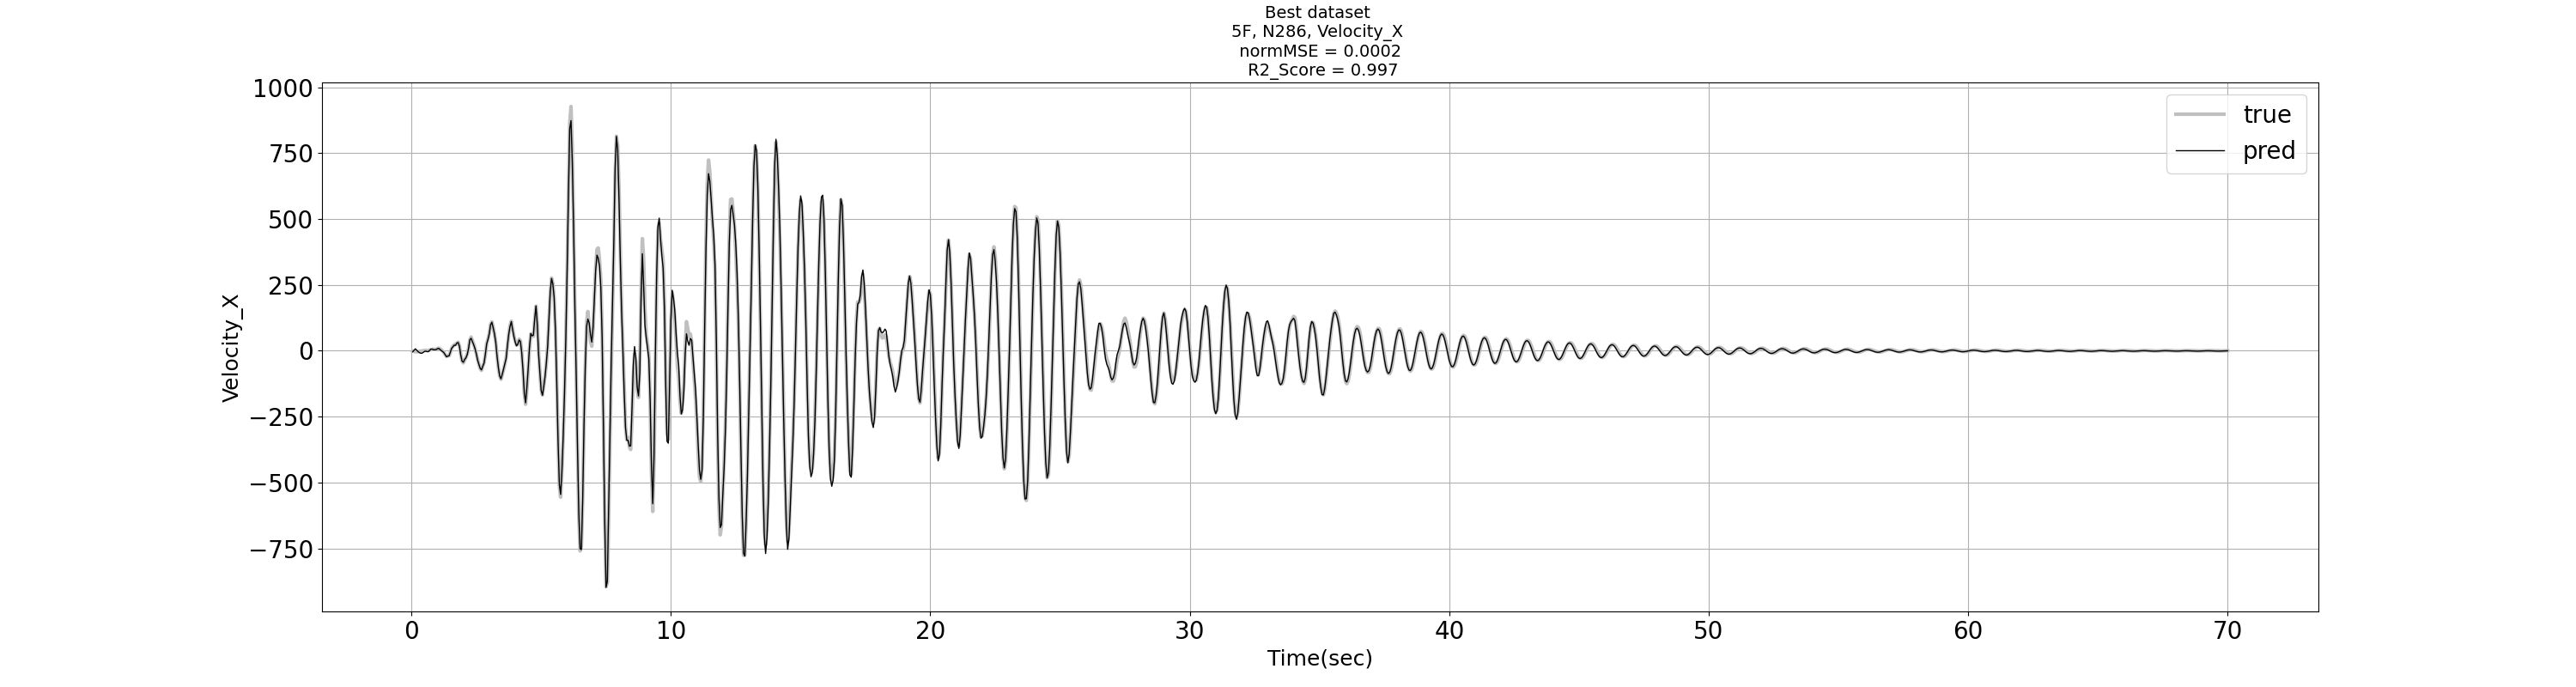 Best dataset
5F, N286, Velocity_X
normMSE = 0.0002
R2_Score = 0.997
1000
750
500
250
0
−250
−500
−750
Velocity_X
true
pred
0 10 20 30 40 50 60 70
Time(sec)